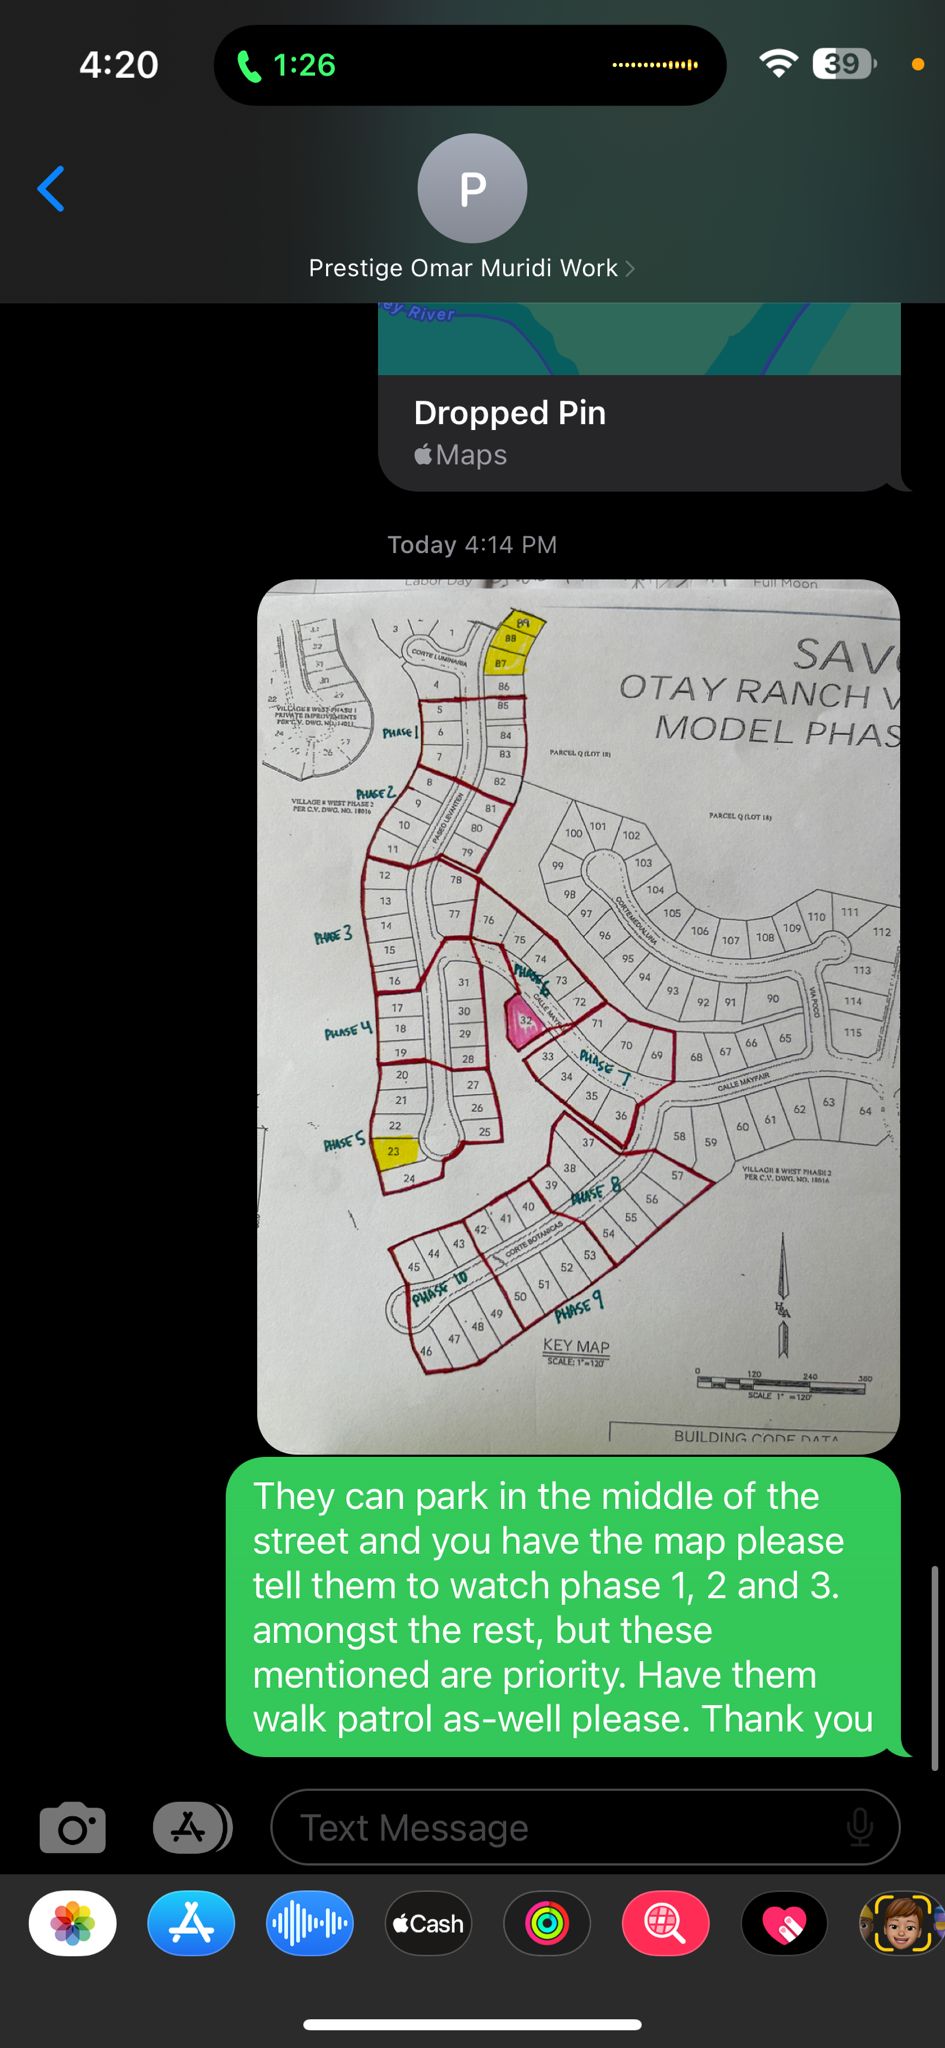 4:20
1:26
39
P
Prestige Omar Muridi Work
ey River
Dropped Pin
Maps
Today 4:14 PM
Labor Day
Full Moon
SAV
OTAY RANCH V
MODEL PHAS
CORTE LUMINARIA
3
1
4
89
88
87
86
5
85
PHASE 1
6
84
7
83
PARCEL Q (LOT 18)
VILLAGE 8 WEST PHASE 1
PRIVATE IMPROVEMENTS
8
82
PHASE 2
VILLAGE 8 WEST PHASE 2
PER C.V. DWG. NO. 18016
9
81
PASEO LEVANTEN
PARCEL Q (LOT 18)
10
80
11
79
100
101
102
99
103
98
104
97
105
96
106
107
108
109
110
111
112
CORTE MEDIALUNA
95
94
93
92
91
90
113
114
115
VIA POCO
12
78
13
77
76
14
75
PHASE 3
15
74
16
73
PHASE 6
72
31
17
30
32
CALLE MAY
PHASE 4
18
29
71
19
28
33
70
69
68
67
66
65
PHASE 7
20
27
34
CALLE MAYFAIR
21
26
35
22
25
36
PHASE 5
23
24
37
58
59
60
61
62
63
64
38
57
VILLAGE 8 WEST PHASE 2
PER C.V. DWG. NO. 18016
39
PHASE 8
56
40
55
41
54
42
CORTE BOTANICAS
53
43
52
44
51
45
50
PHASE 10
49
PHASE 9
48
47
46
KEY MAP
SCALE: 1"=120'
0
120
240
360
SCALE 1" =120'
BUILDING CODE DATA
They can park in the middle of the
street and you have the map please
tell them to watch phase 1, 2 and 3.
amongst the rest, but these
mentioned are priority. Have them
walk patrol as-well please. Thank you
Text Message
Cash